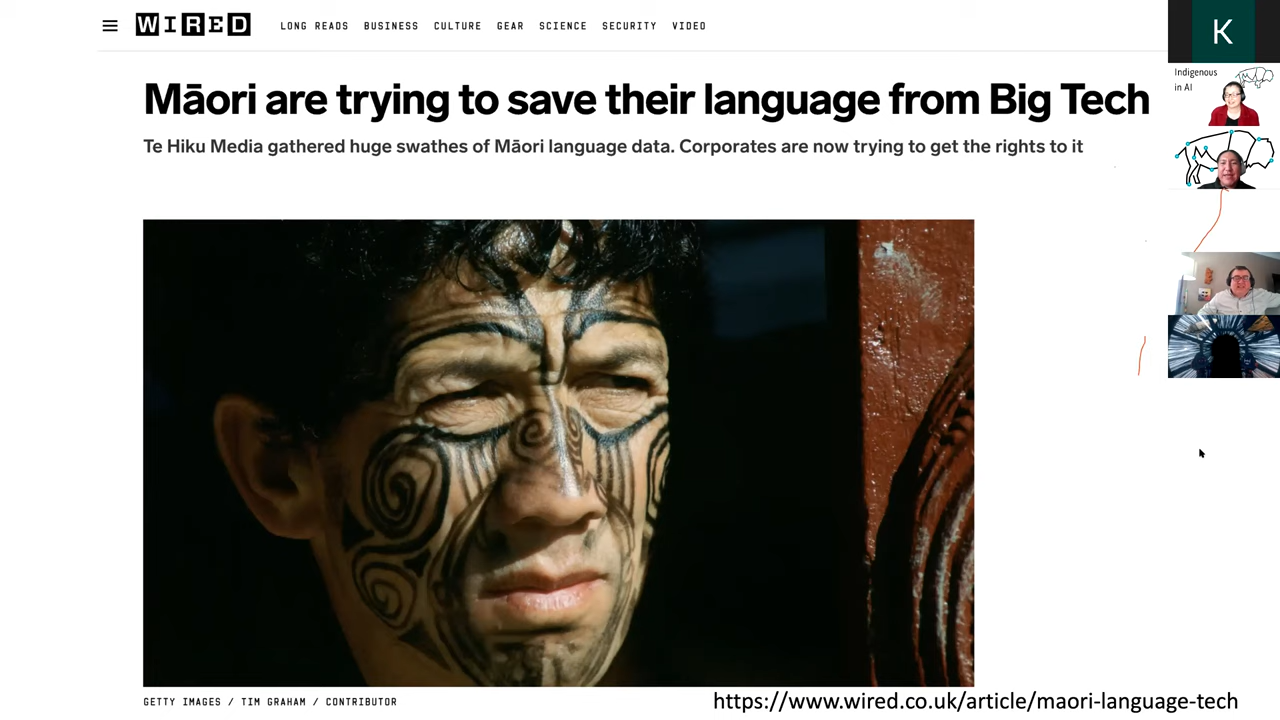 WIRED
LONG READS BUSINESS CULTURE GEAR SCIENCE SECURITY VIDEO
K
Indigenous
in AI
Māori are trying to save their language from Big Tech
Te Hiku Media gathered huge swathes of Māori language data. Corporates are now trying to get the rights to it
GETTY IMAGES / TIM GRAHAM / CONTRIBUTOR
https://www.wired.co.uk/article/maori-language-tech